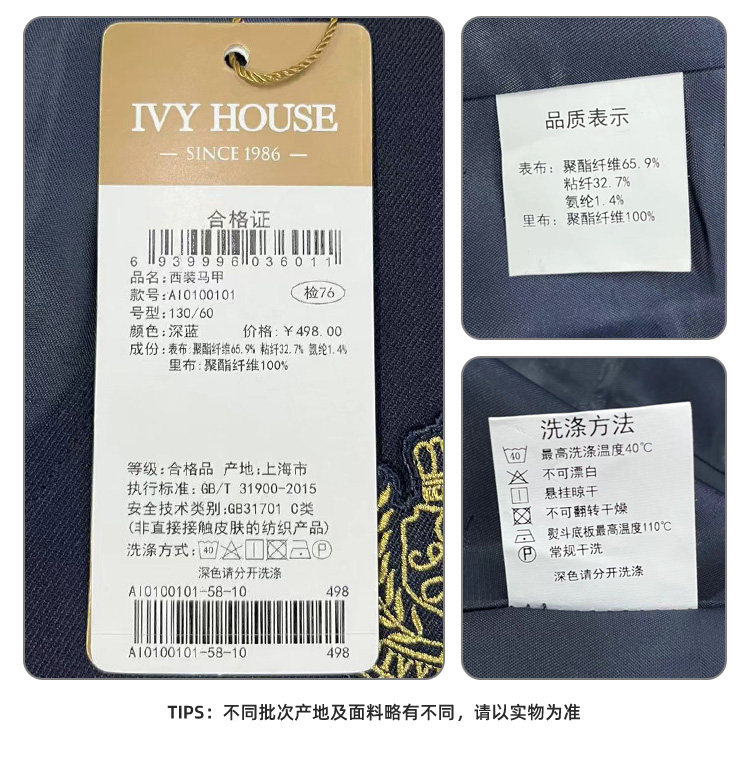 IVY HOUSE
— SINCE 1986 —
合格证
6 939996 036011
品名:西装马甲
款号:AI0100101
检76
号型:130/60
颜色:深蓝 价格:￥498.00
成份:表布:聚酯纤维65.9% 粘纤32.7% 氨纶1.4%
里布:聚酯纤维100%
等级:合格品 产地:上海市
执行标准:GB/T 31900-2015
安全技术类别:GB31701 C类
(非直接接触皮肤的纺织产品)
洗涤方式: 40 P
深色请分开洗涤
AI0100101-58-10 498
AI0100101-58-10 498
品质表示
表布: 聚酯纤维65.9%
粘纤32.7%
氨纶1.4%
里布: 聚酯纤维100%
洗涤方法
40 最高洗涤温度40℃
不可漂白
悬挂晾干
不可翻转干燥
熨斗底板最高温度110℃
P 常规干洗
深色请分开洗涤
TIPS：不同批次产地及面料略有不同，请以实物为准